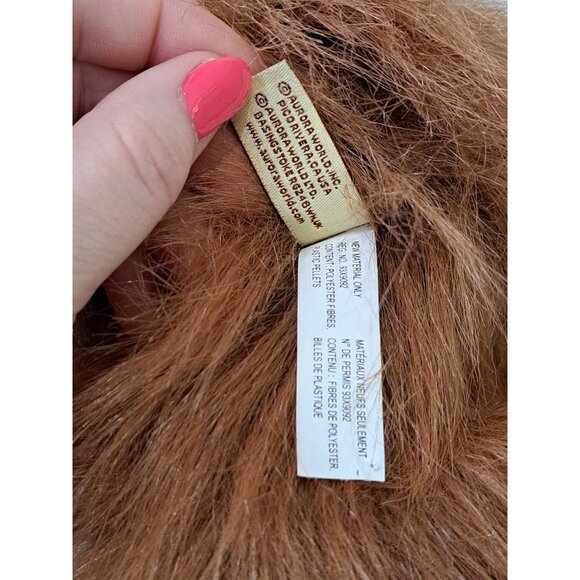 © AURORA WORLD, INC.
PICO RIVERA, CA USA
© AURORA WORLD LTD.
BASINGSTOKE RG24 8WH, UK
www.auroraworld.com
NEW MATERIAL ONLY
REG. NO. 93X9092
CONTENT: POLYESTER FIBRES,
PLASTIC PELLETS
MATÉRIAUX NEUFS SEULEMENT
N° DE PERMIS 93X9092
CONTENU : FIBRES DE POLYESTER,
BILLES DE PLASTIQUE